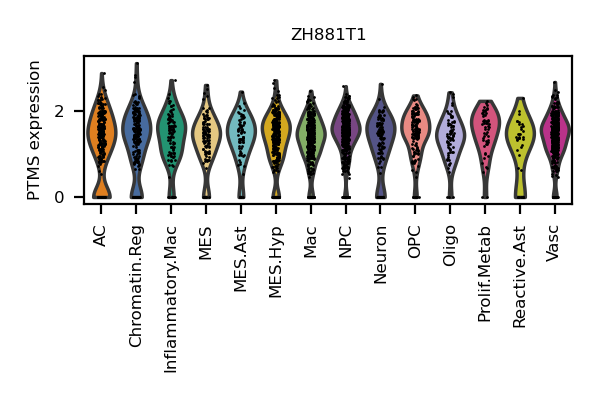 ZH881T1
PTMS expression
2
0
AC
Chromatin.Reg
Inflammatory.Mac
MES
MES.Ast
MES.Hyp
Mac
NPC
Neuron
OPC
Oligo
Prolif.Metab
Reactive.Ast
Vasc